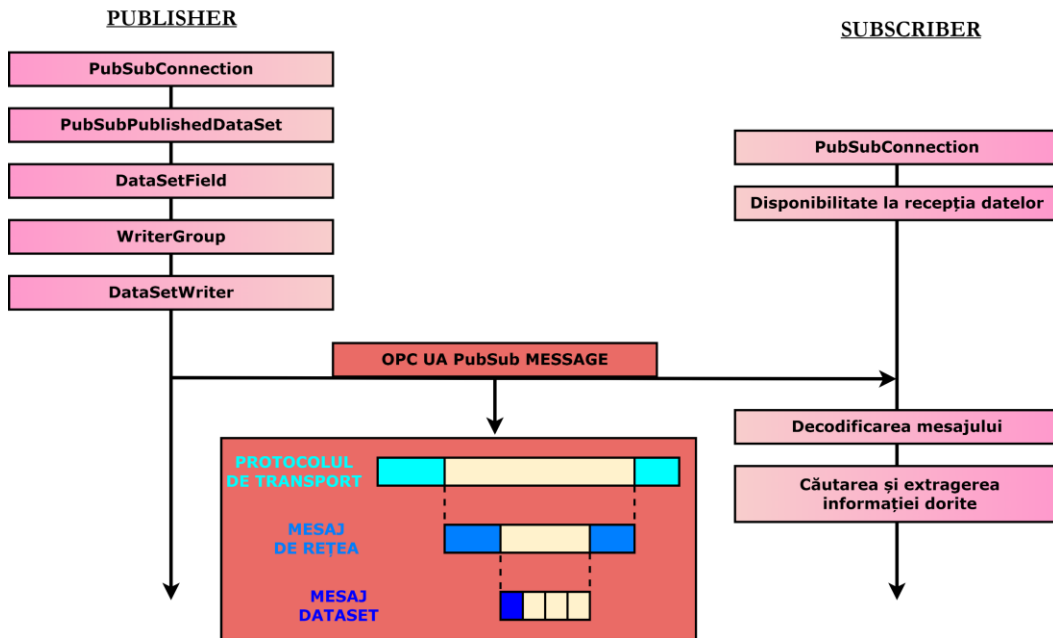 PUBLISHER
SUBSCRIBER
PubSubConnection
PubSubPublishedDataSet
DataSetField
WriterGroup
DataSetWriter
PubSubConnection
Disponibilitate la recepția datelor
OPC UA PubSub MESSAGE
PROTOCOLUL
DE TRANSPORT
MESAJ
DE REȚEA
MESAJ
DATASET
Decodificarea mesajului
Căutarea și extragerea
informației dorite